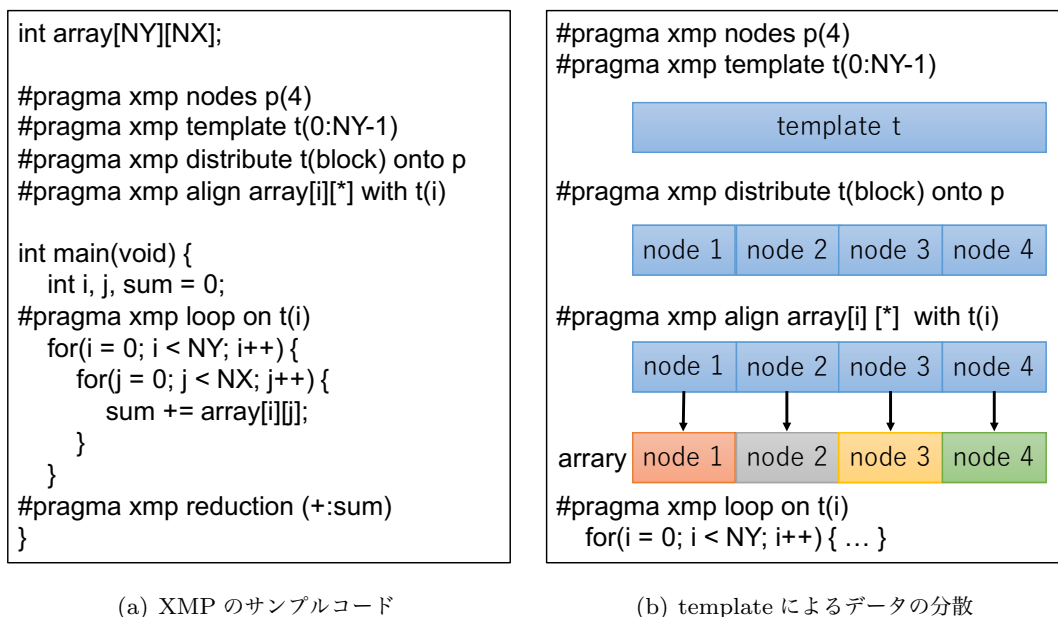 int array[NY][NX];
#pragma xmp nodes p(4)
#pragma xmp template t(0:NY-1)
#pragma xmp distribute t(block) onto p
#pragma xmp align array[i][*] with t(i)
int main(void) {
int i, j, sum = 0;
#pragma xmp loop on t(i)
for(i = 0; i < NY; i++) {
for(j = 0; j < NX; j++) {
sum += array[i][j];
}
}
#pragma xmp reduction (+:sum)
}
(a) XMP のサンプルコード
#pragma xmp nodes p(4)
#pragma xmp template t(0:NY-1)
template t
#pragma xmp distribute t(block) onto p
node 1 node 2 node 3 node 4
#pragma xmp align array[i] [*] with t(i)
node 1 node 2 node 3 node 4
arrary node 1 node 2 node 3 node 4
#pragma xmp loop on t(i)
for(i = 0; i < NY; i++) { … }
(b) template によるデータの分散